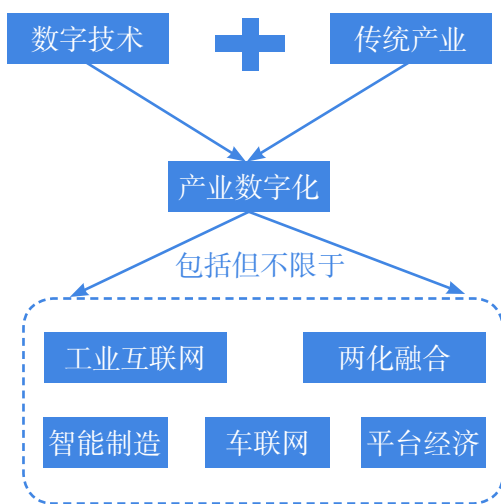 数字技术
传统产业
产业数字化
包括但不限于
工业互联网
两化融合
智能制造
车联网
平台经济